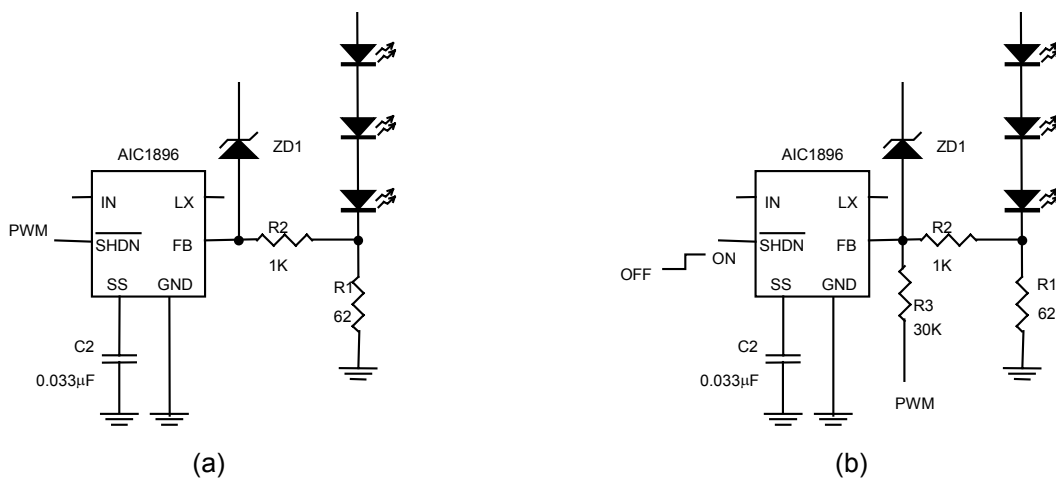 AIC1896
ZD1
IN
LX
PWM
SHDN
FB
R2
1K
SS
GND
R1
62
C2
0.033µF
(a)
AIC1896
ZD1
IN
LX
SHDN
FB
R2
1K
OFF
ON
SS
GND
R3
30K
R1
62
C2
0.033µF
PWM
(b)